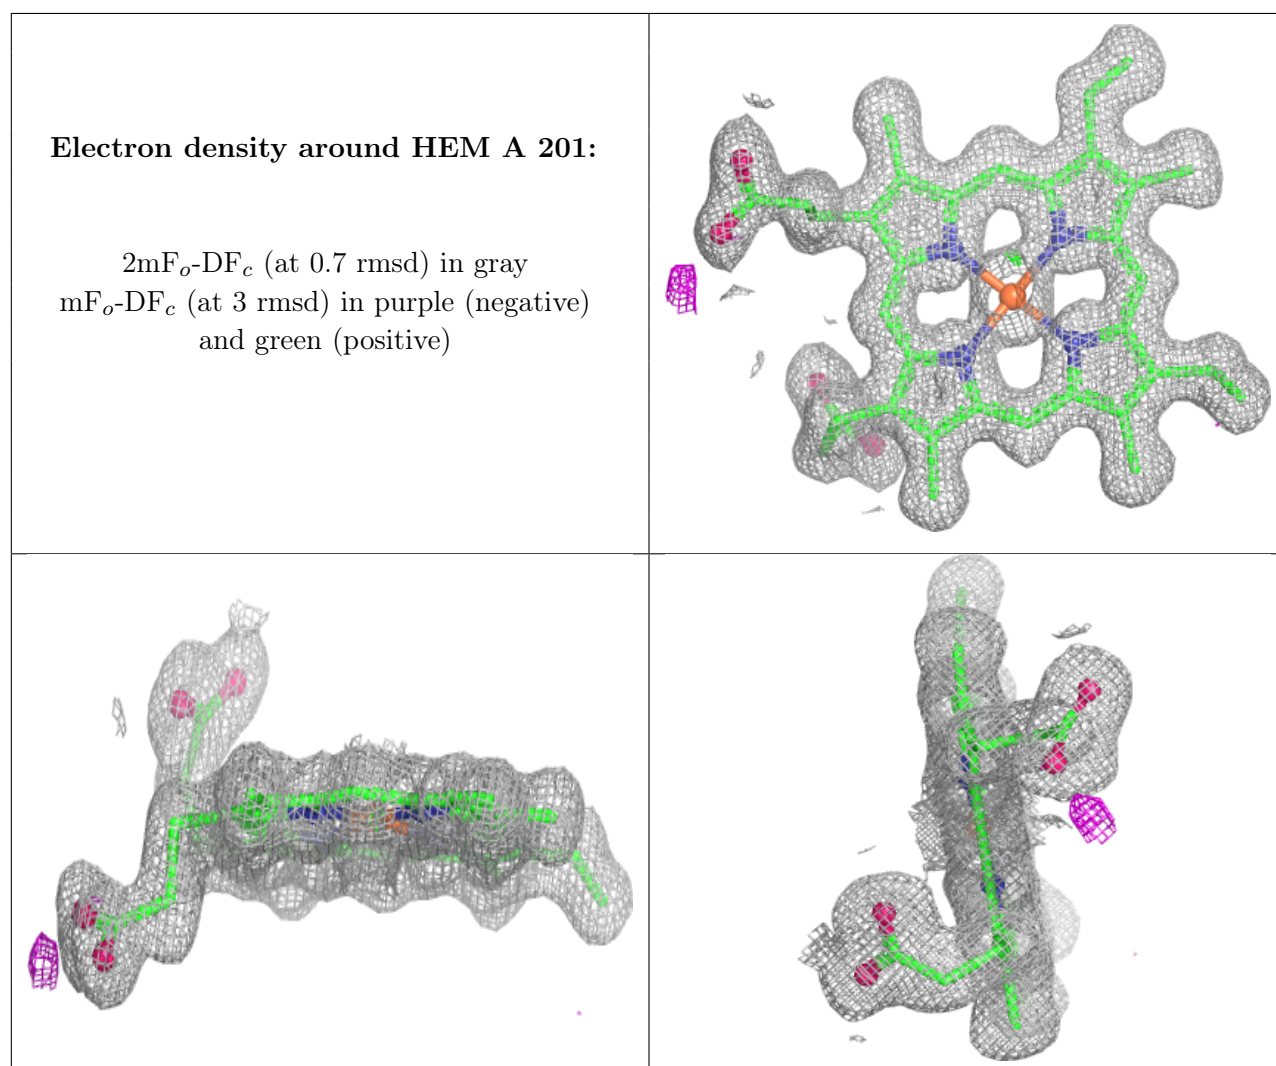 Electron density around HEM A 201:
2mFₒ-DF𝒸 (at 0.7 rmsd) in gray
mFₒ-DF𝒸 (at 3 rmsd) in purple (negative)
and green (positive)